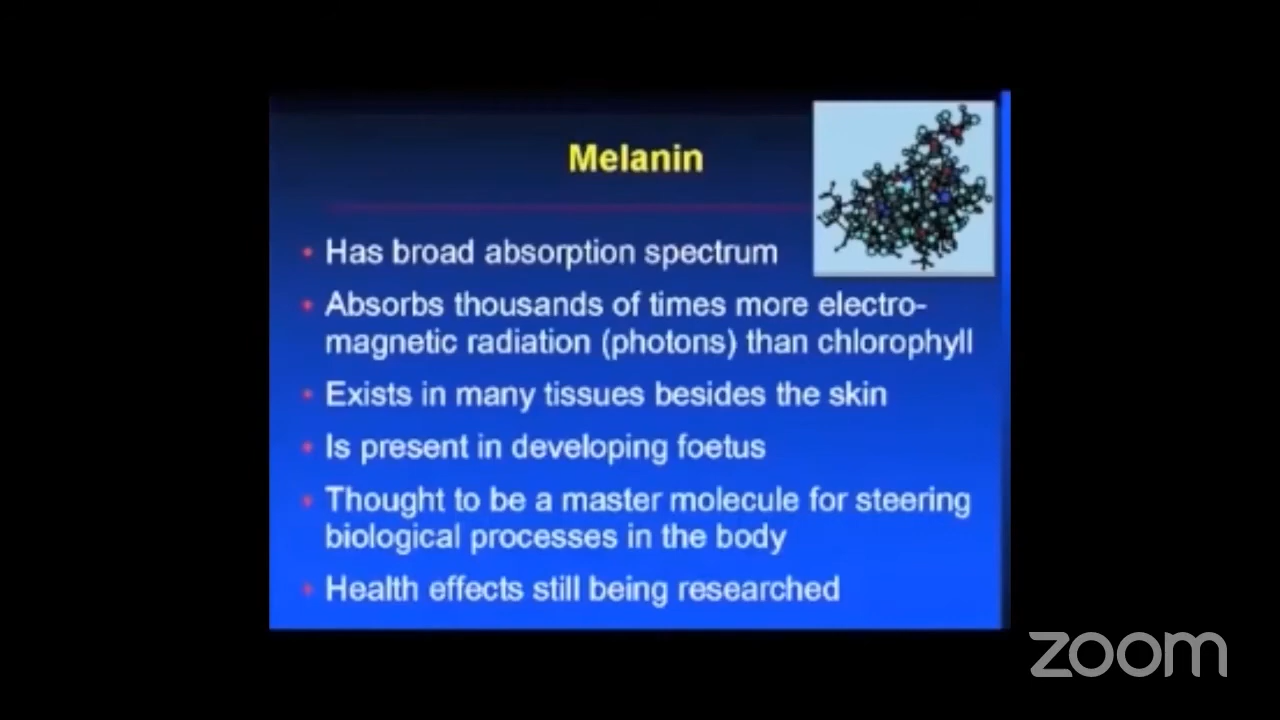 Melanin
• Has broad absorption spectrum
• Absorbs thousands of times more electro-
magnetic radiation (photons) than chlorophyll
• Exists in many tissues besides the skin
• Is present in developing foetus
• Thought to be a master molecule for steering
biological processes in the body
• Health effects still being researched
zoom